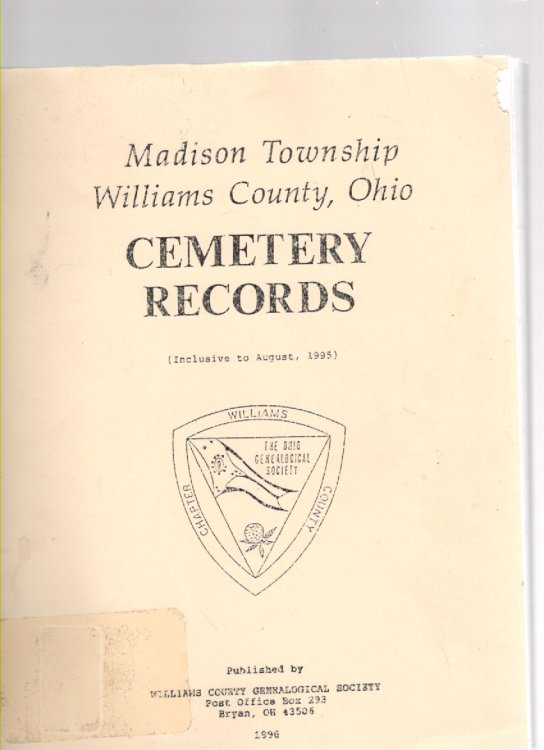 Madison Township
Williams County, Ohio
CEMETERY
RECORDS
(Inclusive to August, 1995)
WILLIAMS
THE OHIO
GENEALOGICAL
SOCIETY
CHAPTER
COUNTY
Published by
WILLIAMS COUNTY GENEALOGICAL SOCIETY
Post Office Box 293
Bryan, OH 43506
1996